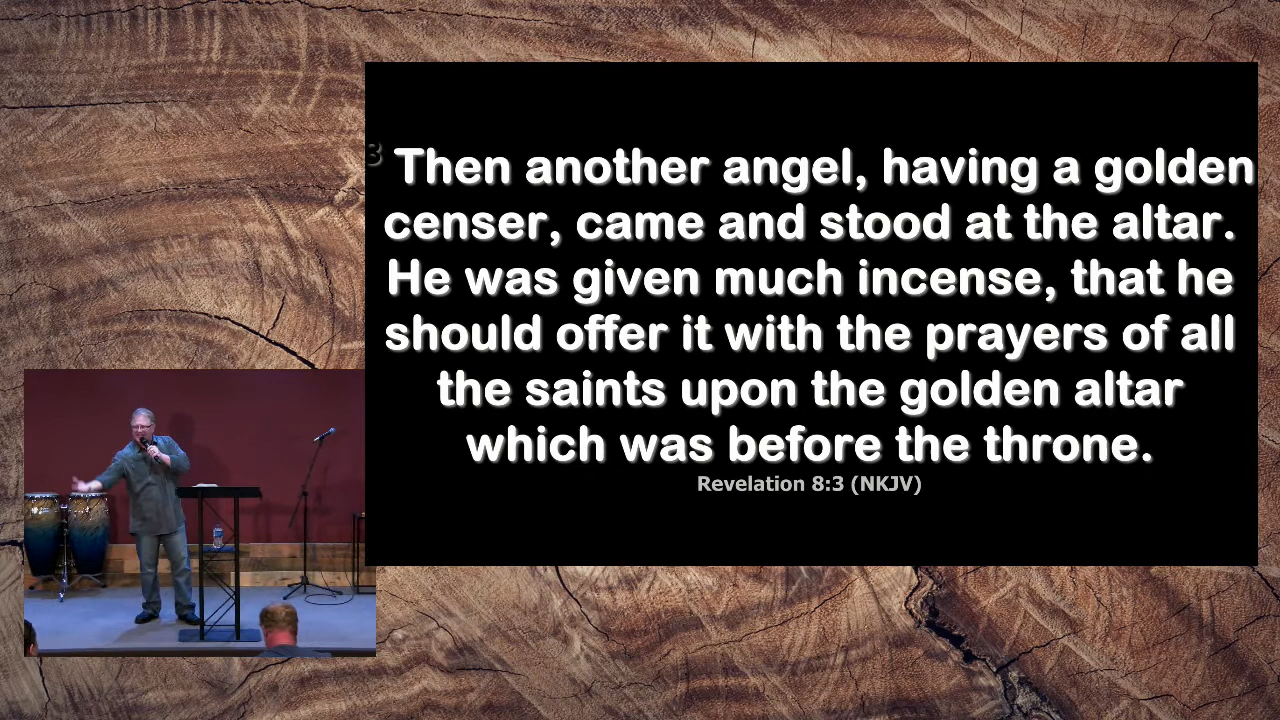 3 Then another angel, having a golden
censer, came and stood at the altar.
He was given much incense, that he
should offer it with the prayers of all
the saints upon the golden altar
which was before the throne.
Revelation 8:3 (NKJV)